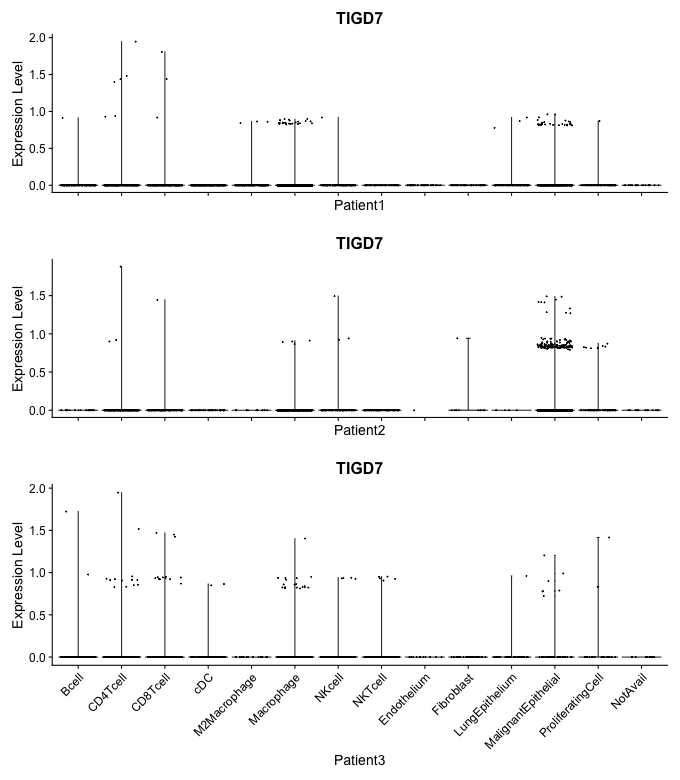 TIGD7
Expression Level
2.0
1.5
1.0
0.5
0.0
Patient1
TIGD7
Expression Level
1.5
1.0
0.5
0.0
Patient2
TIGD7
Expression Level
2.0
1.5
1.0
0.5
0.0
Bcell
CD4Tcell
CD8Tcell
cDC
M2Macrophage
Macrophage
NKcell
NKTcell
Endothelium
Fibroblast
LungEpithelium
MalignantEpithelial
ProliferatingCell
NotAvail
Patient3